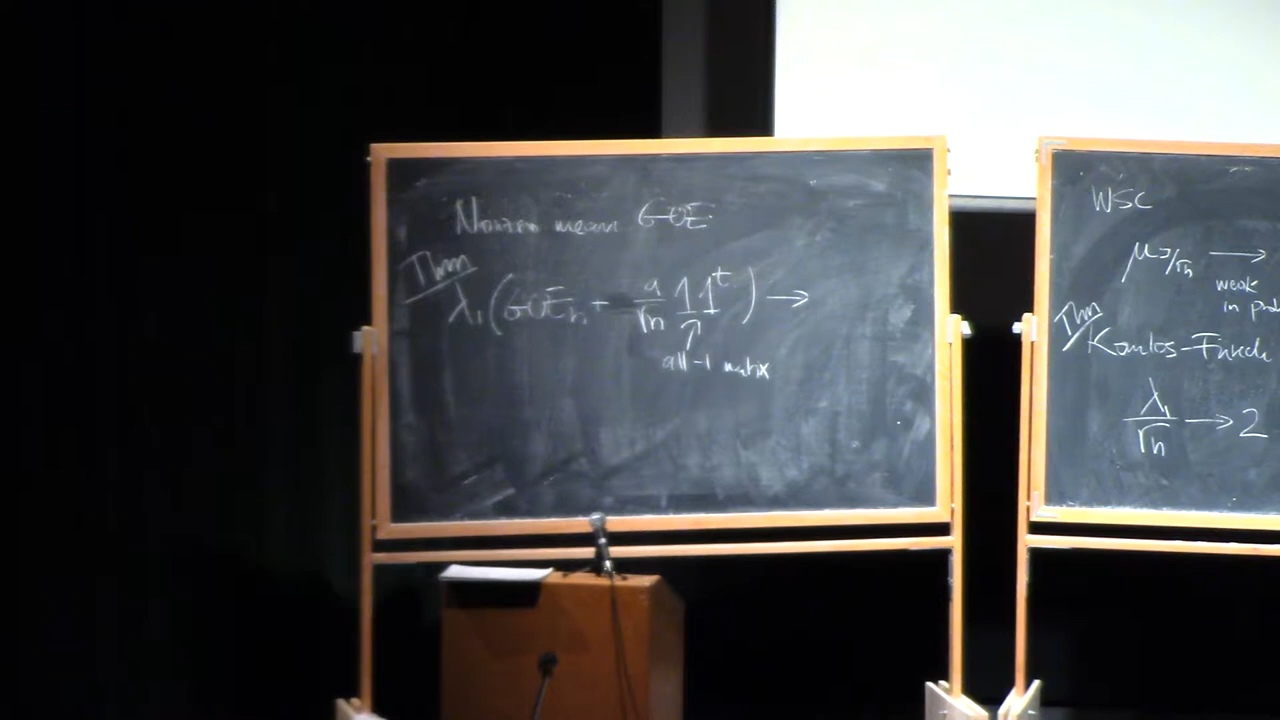 Nonzero mean GOE
Thm
λ₁(GOEₙ + a/√n 11ᵗ) →
all-1 matrix
WSC
μ_{J/√n} →
weak
in prob
Thm
Komlos-Füredi
λ₁/√n → 2